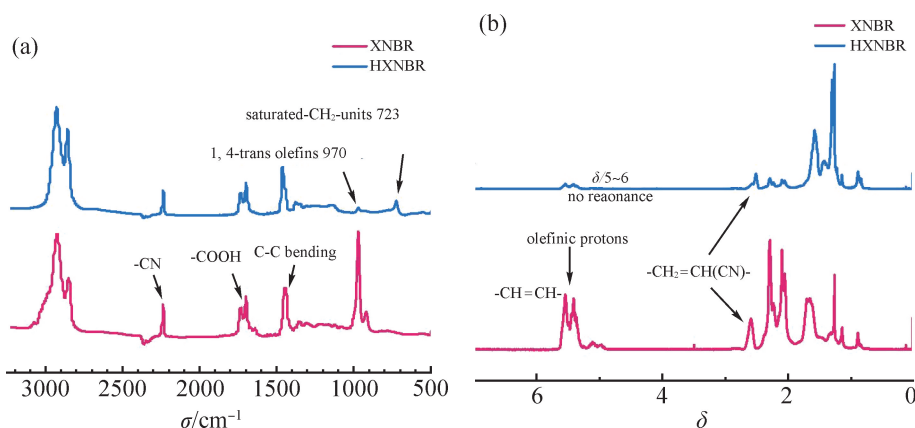 (a)
XNBR
HXNBR
saturated-CH₂-units 723
1, 4-trans olefins 970
-CN
-COOH
C-C bending
3000 2500 2000 1500 1000 500
σ/cm⁻¹
(b)
XNBR
HXNBR
δ/5~6
no reaonance
olefinic protons
-CH=CH-
-CH₂=CH(CN)-
6 4 2 0
δ